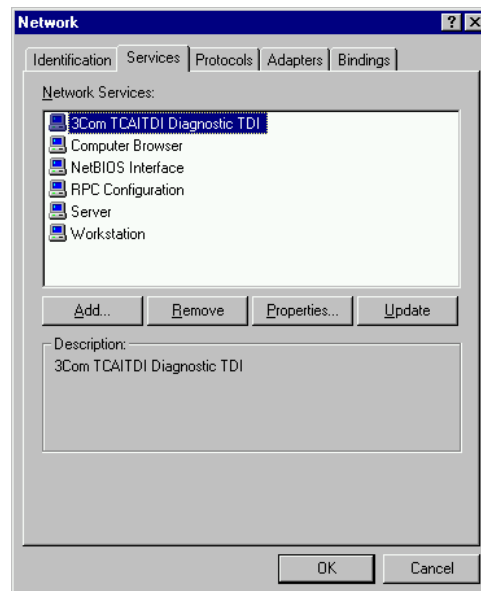 Network
Identification Services Protocols Adapters Bindings
Network Services:
3Com TCAITDI Diagnostic TDI
Computer Browser
NetBIOS Interface
RPC Configuration
Server
Workstation
Add... Remove Properties... Update
Description:
3Com TCAITDI Diagnostic TDI
OK Cancel